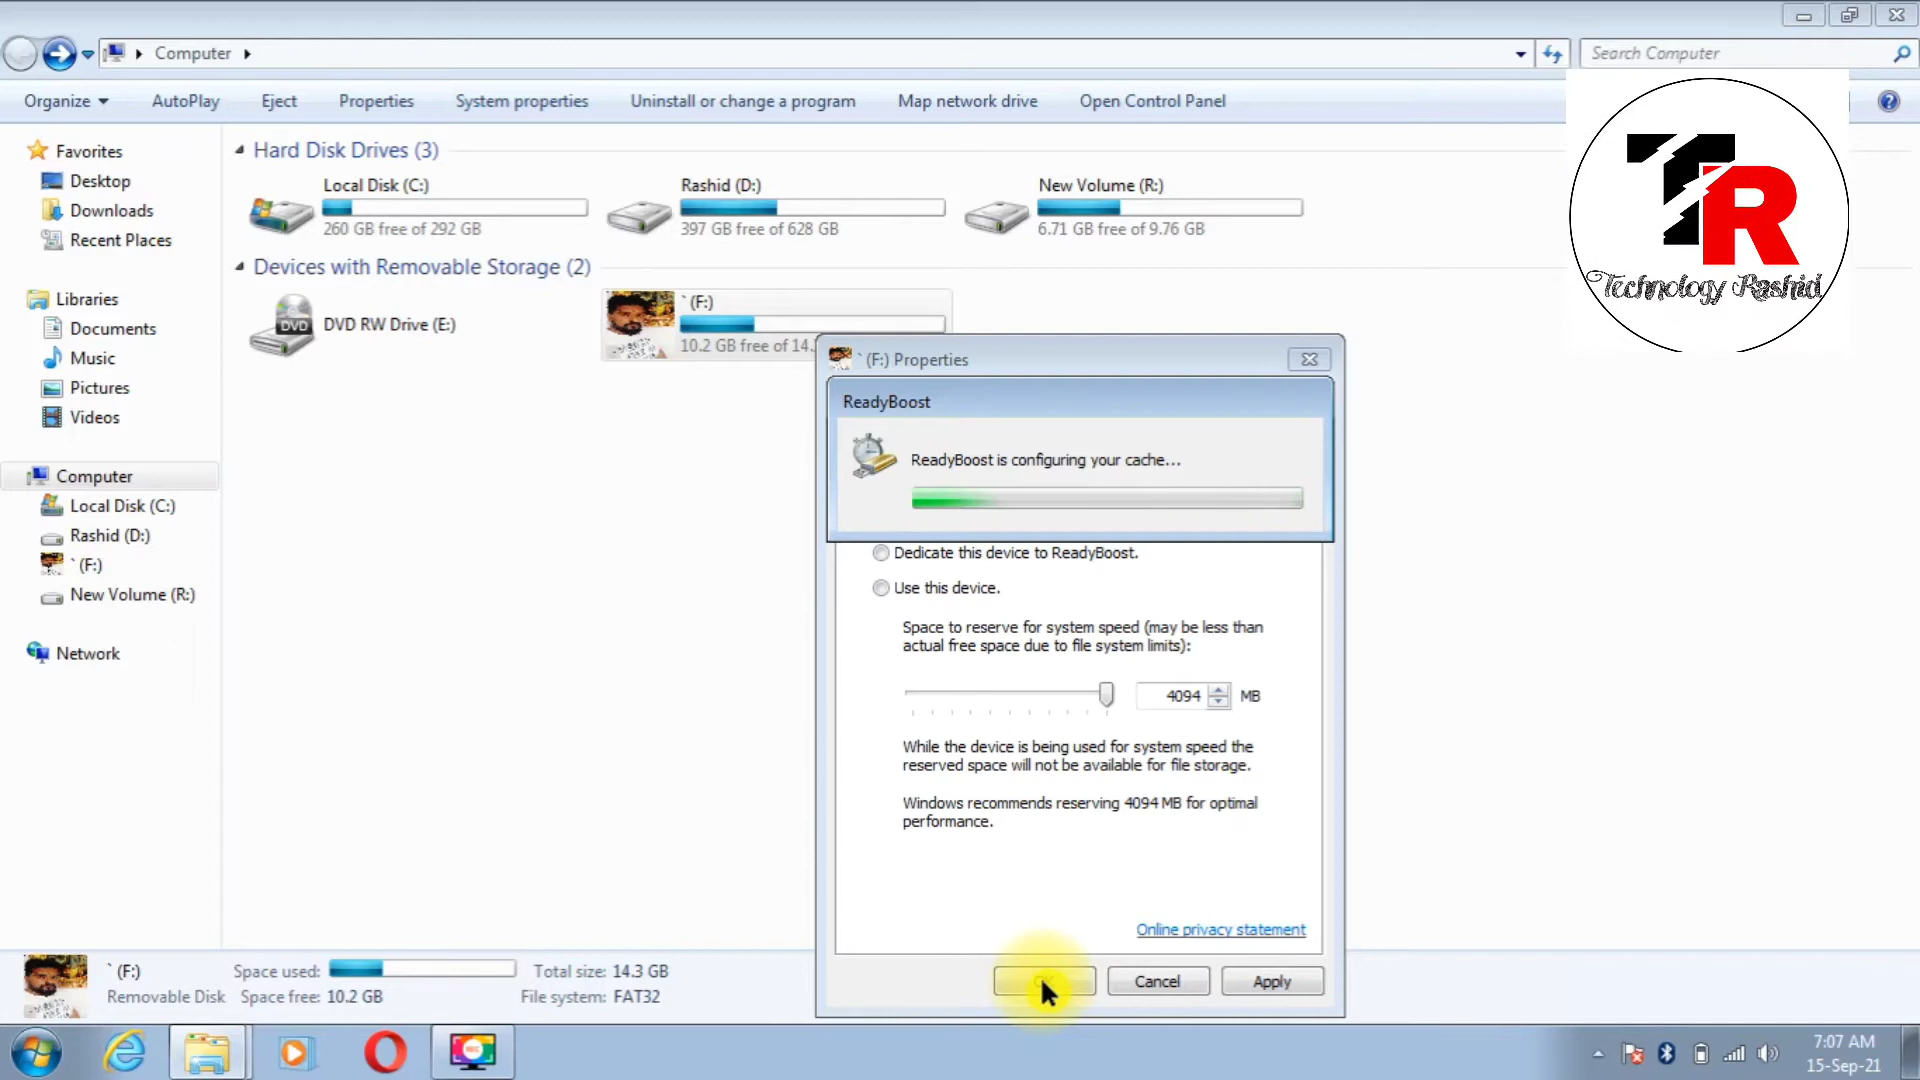 Computer
Search Computer
Organize
AutoPlay
Eject
Properties
System properties
Uninstall or change a program
Map network drive
Open Control Panel
Favorites
Desktop
Downloads
Recent Places
Libraries
Documents
Music
Pictures
Videos
Computer
Local Disk (C:)
Rashid (D:)
` (F:)
New Volume (R:)
Network
Hard Disk Drives (3)
Local Disk (C:)
260 GB free of 292 GB
Rashid (D:)
397 GB free of 628 GB
New Volume (R:)
6.71 GB free of 9.76 GB
Devices with Removable Storage (2)
DVD
DVD RW Drive (E:)
` (F:)
10.2 GB free of 14.
TR
Technology Rashid
` (F:) Properties
ReadyBoost
ReadyBoost is configuring your cache...
Dedicate this device to ReadyBoost.
Use this device.
Space to reserve for system speed (may be less than
actual free space due to file system limits):
4094 MB
While the device is being used for system speed the
reserved space will not be available for file storage.
Windows recommends reserving 4094 MB for optimal
performance.
Online privacy statement
Cancel
Apply
` (F:)
Removable Disk
Space used:
Space free: 10.2 GB
Total size: 14.3 GB
File system: FAT32
7:07 AM
15-Sep-21